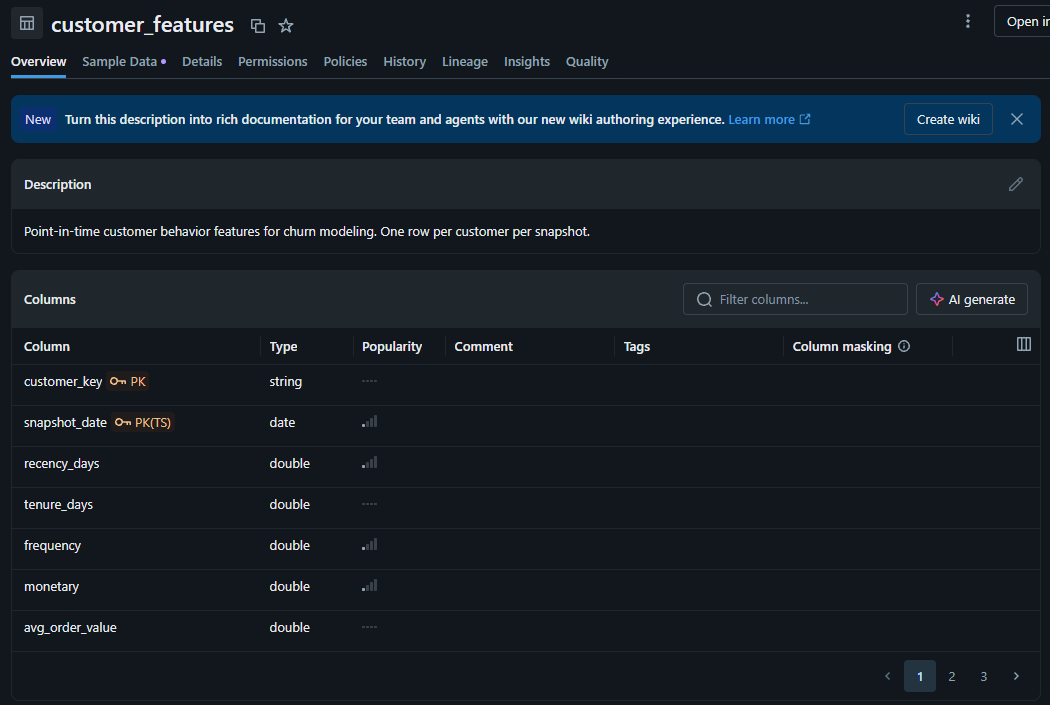 customer_features
Open in
Overview Sample Data Details Permissions Policies History Lineage Insights Quality
New Turn this description into rich documentation for your team and agents with our new wiki authoring experience. Learn more Create wiki
Description
Point-in-time customer behavior features for churn modeling. One row per customer per snapshot.
Columns Filter columns... AI generate
Column Type Popularity Comment Tags Column masking
customer_key PK string ----
snapshot_date PK(TS) date
recency_days double
tenure_days double ----
frequency double
monetary double
avg_order_value double ----
1 2 3